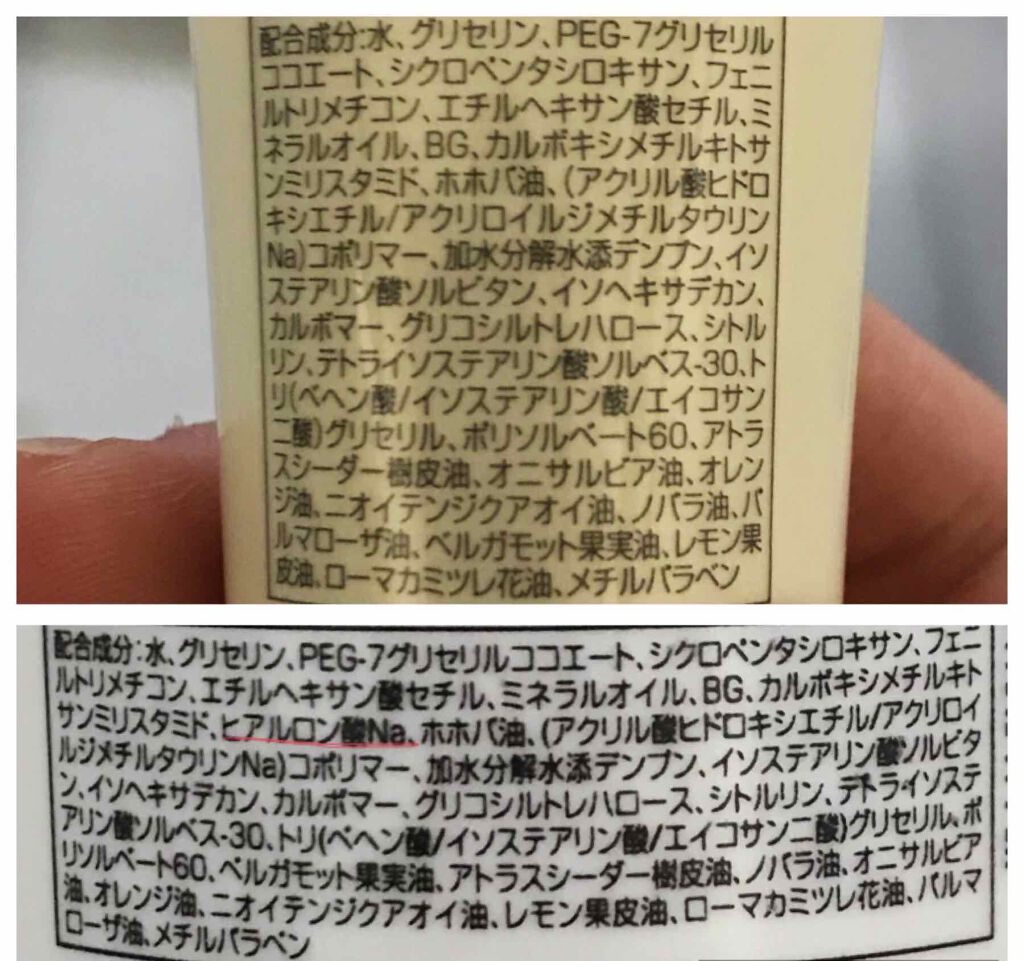 配合成分:水、グリセリン、PEG-7グリセリル
ココエート、シクロペンタシロキサン、フェニ
ルトリメチコン、エチルヘキサン酸セチル、ミ
ネラルオイル、BG、カルボキシメチルキトサ
ンミリスタミド、ホホバ油、(アクリル酸ヒドロ
キシエチル/アクリロイルジメチルタウリン
Na)コポリマー、加水分解水添デンプン、イソ
ステアリン酸ソルビタン、イソヘキサデカン、
カルボマー、グリコシルトレハロース、シトル
リン、テトライソステアリン酸ソルベス-30、ト
リ(ベヘン酸/イソステアリン酸/エイコサン
二酸)グリセリル、ポリソルベート60、アトラ
スシーダー樹皮油、オニサルビア油、オレン
ジ油、ニオイテンジクアオイ油、ノバラ油、パ
ルマローザ油、ベルガモット果実油、レモン果
皮油、ローマカミツレ花油、メチルパラベン
配合成分:水、グリセリン、PEG-7グリセリルココエート、シクロペンタシロキサン、フェニ
ルトリメチコン、エチルヘキサン酸セチル、ミネラルオイル、BG、カルボキシメチルキト
サンミリスタミド、ヒアルロン酸Na、ホホバ油、(アクリル酸ヒドロキシエチル/アクリロイ
ルジメチルタウリンNa)コポリマー、加水分解水添デンプン、イソステアリン酸ソルビタ
ン、イソヘキサデカン、カルボマー、グリコシルトレハロース、シトルリン、テトライソステ
アリン酸ソルベス-30、トリ(ベヘン酸/イソステアリン酸/エイコサン二酸)グリセリル、ポ
リソルベート60、ベルガモット果実油、アトラスシーダー樹皮油、ノバラ油、オニサルビア
油、オレンジ油、ニオイテンジクアオイ油、レモン果皮油、ローマカミツレ花油、パルマ
ローザ油、メチルパラベン